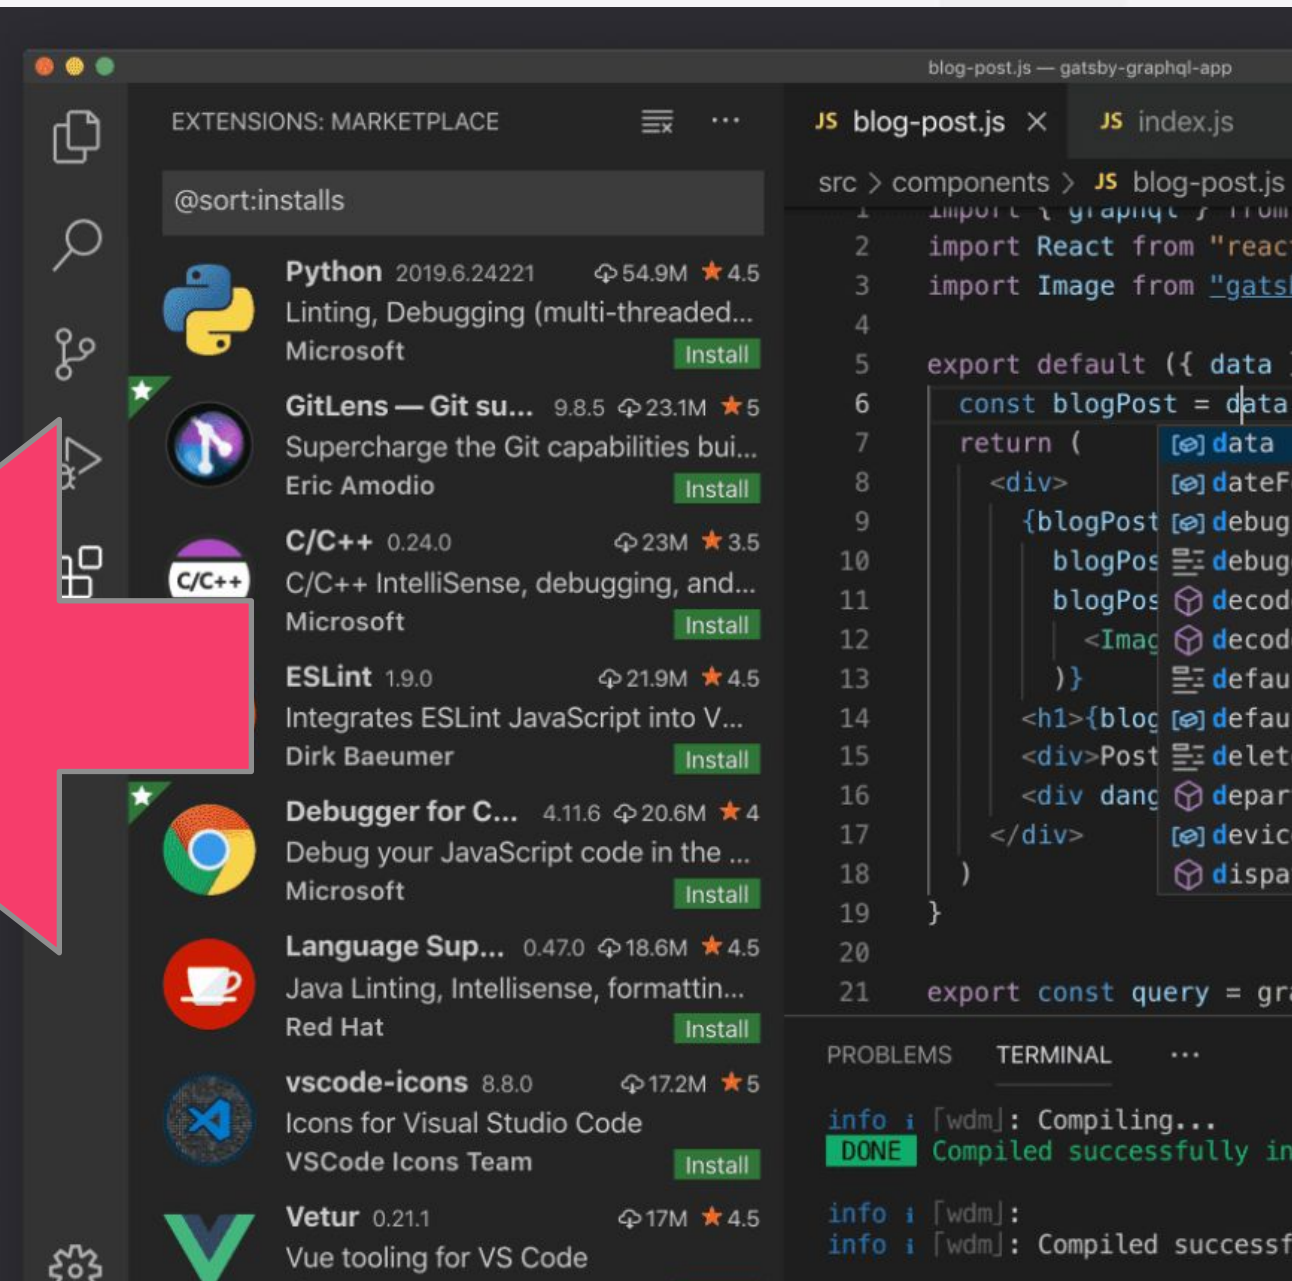 blog-post.js — gatsby-graphql-app
EXTENSIONS: MARKETPLACE
@sort:installs
Python 2019.6.24221 54.9M 4.5
Linting, Debugging (multi-threaded...
Microsoft Install
GitLens — Git su... 9.8.5 23.1M 5
Supercharge the Git capabilities bui...
Eric Amodio Install
C/C++
C/C++ 0.24.0 23M 3.5
C/C++ IntelliSense, debugging, and...
Microsoft Install
ESLint 1.9.0 21.9M 4.5
Integrates ESLint JavaScript into V...
Dirk Baeumer Install
Debugger for C... 4.11.6 20.6M 4
Debug your JavaScript code in the ...
Microsoft Install
Language Sup... 0.47.0 18.6M 4.5
Java Linting, Intellisense, formattin...
Red Hat Install
vscode-icons 8.8.0 17.2M 5
Icons for Visual Studio Code
VSCode Icons Team Install
Vetur 0.21.1 17M 4.5
Vue tooling for VS Code
JS blog-post.js × JS index.js
src > components > JS blog-post.js
1 import { graphql } from
2 import React from "reac
3 import Image from "gats
4
5 export default ({ data }
6 const blogPost = data
7 return (
8 <div>
9 {blogPost
10 blogPos
11 blogPos
12 <Imag
13 )}
14 <h1>{blog
15 <div>Post
16 <div dang
17 </div>
18 )
19 }
20
21 export const query = gra
data
dateF
debug
debug
decod
decod
defau
defau
delet
depar
devic
dispa
PROBLEMS TERMINAL ...
info i ｢wdm｣: Compiling...
DONE Compiled successfully in
info i ｢wdm｣:
info i ｢wdm｣: Compiled successf